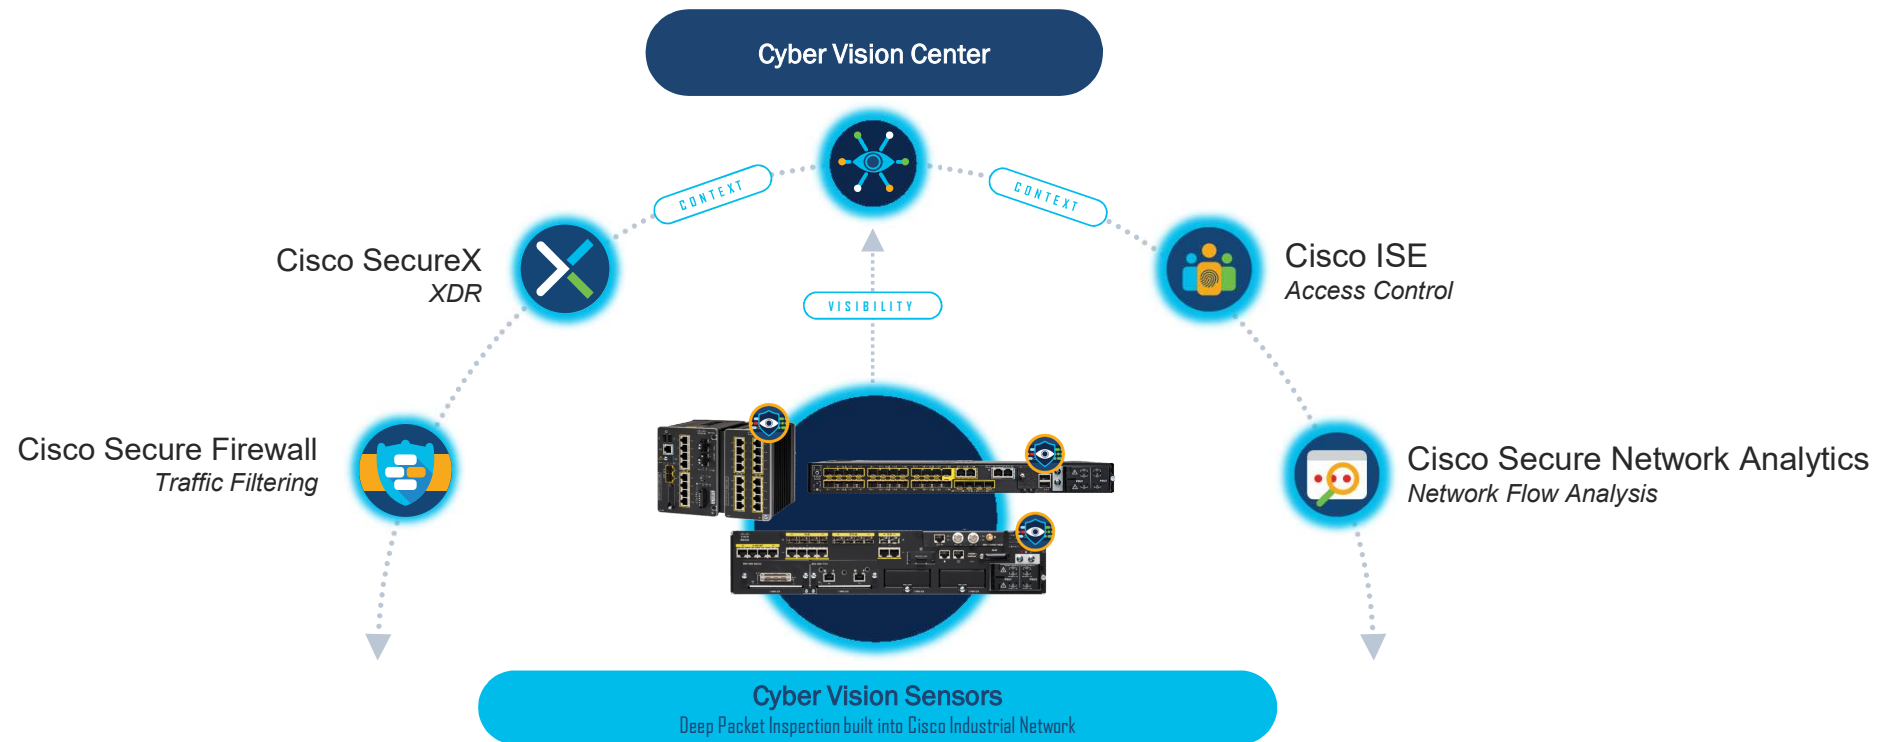 Cyber Vision Center
CONTEXT
CONTEXT
Cisco SecureX
XDR
Cisco ISE
Access Control
VISIBILITY
Cisco Secure Firewall
Traffic Filtering
Cisco Secure Network Analytics
Network Flow Analysis
Cyber Vision Sensors
Deep Packet Inspection built into Cisco Industrial Network